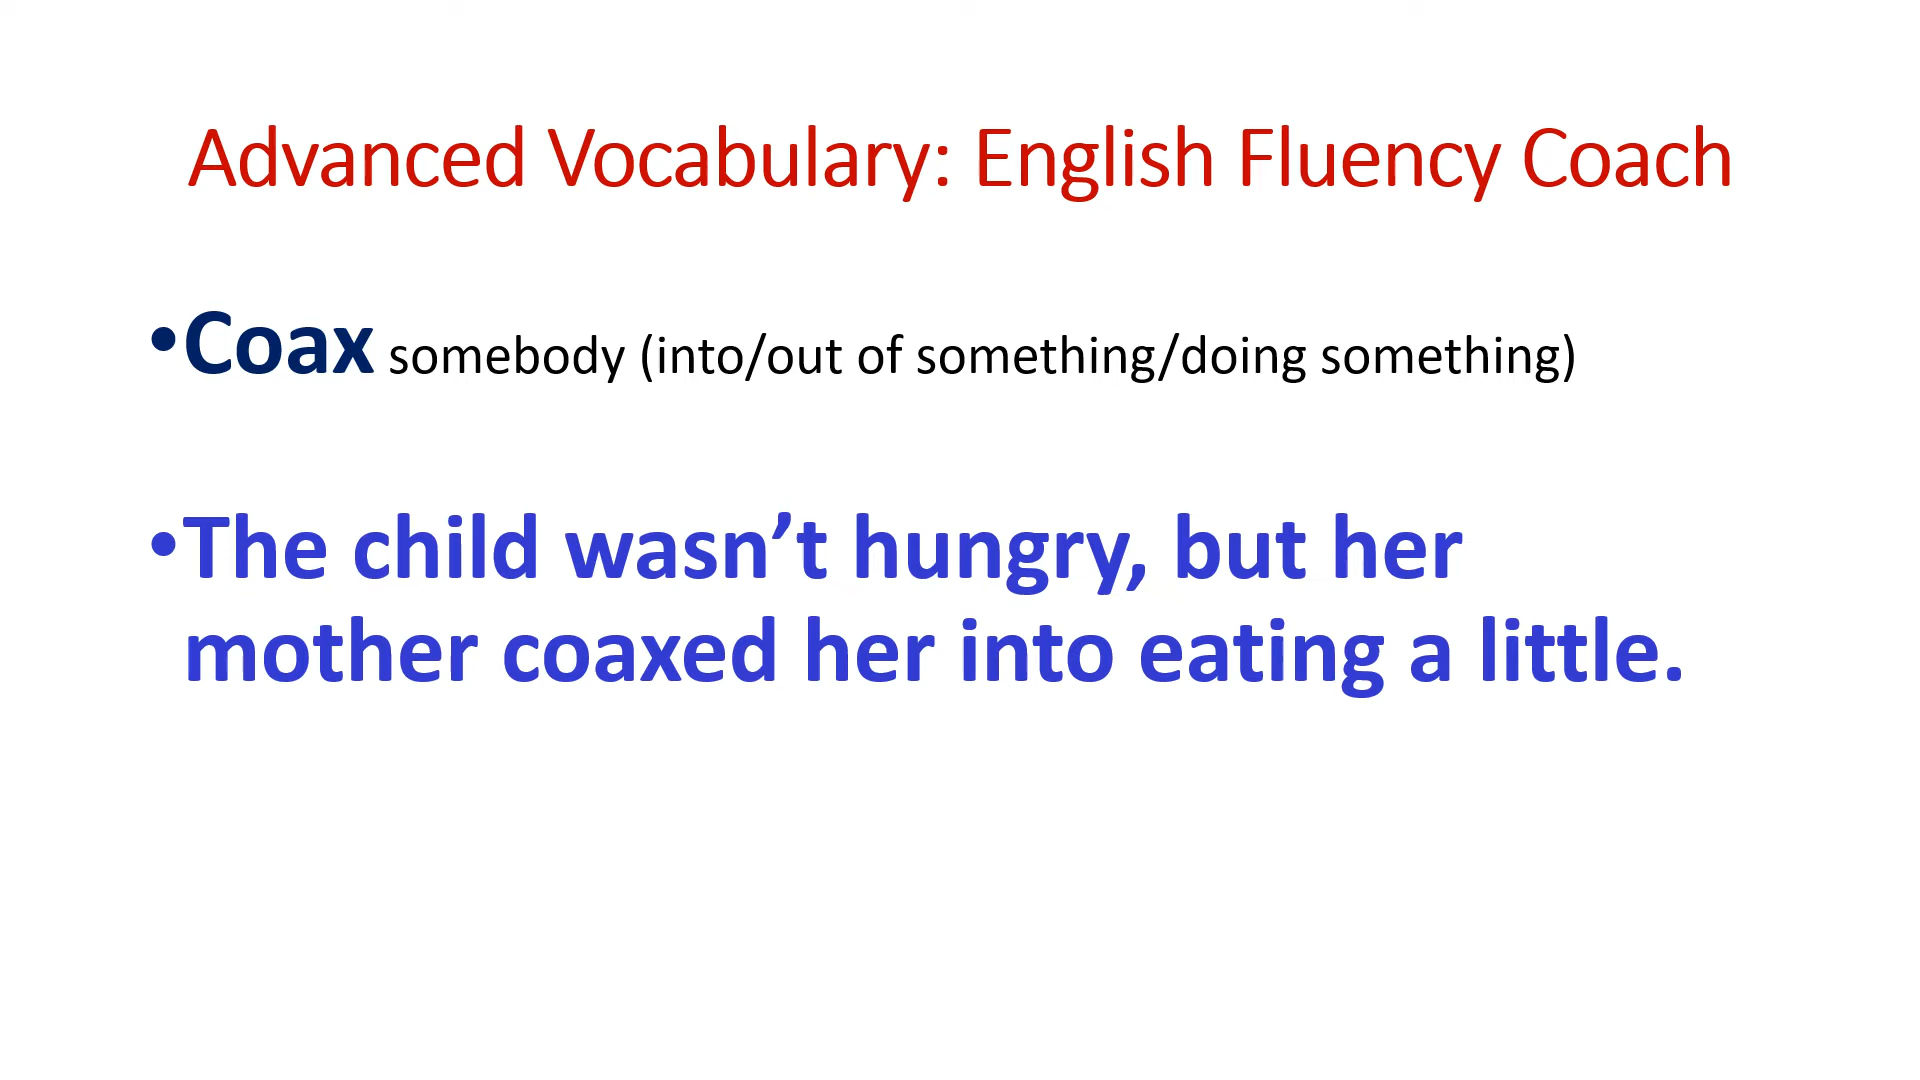 Advanced Vocabulary: English Fluency Coach
•Coax somebody (into/out of something/doing something)
•The child wasn’t hungry, but her
mother coaxed her into eating a little.